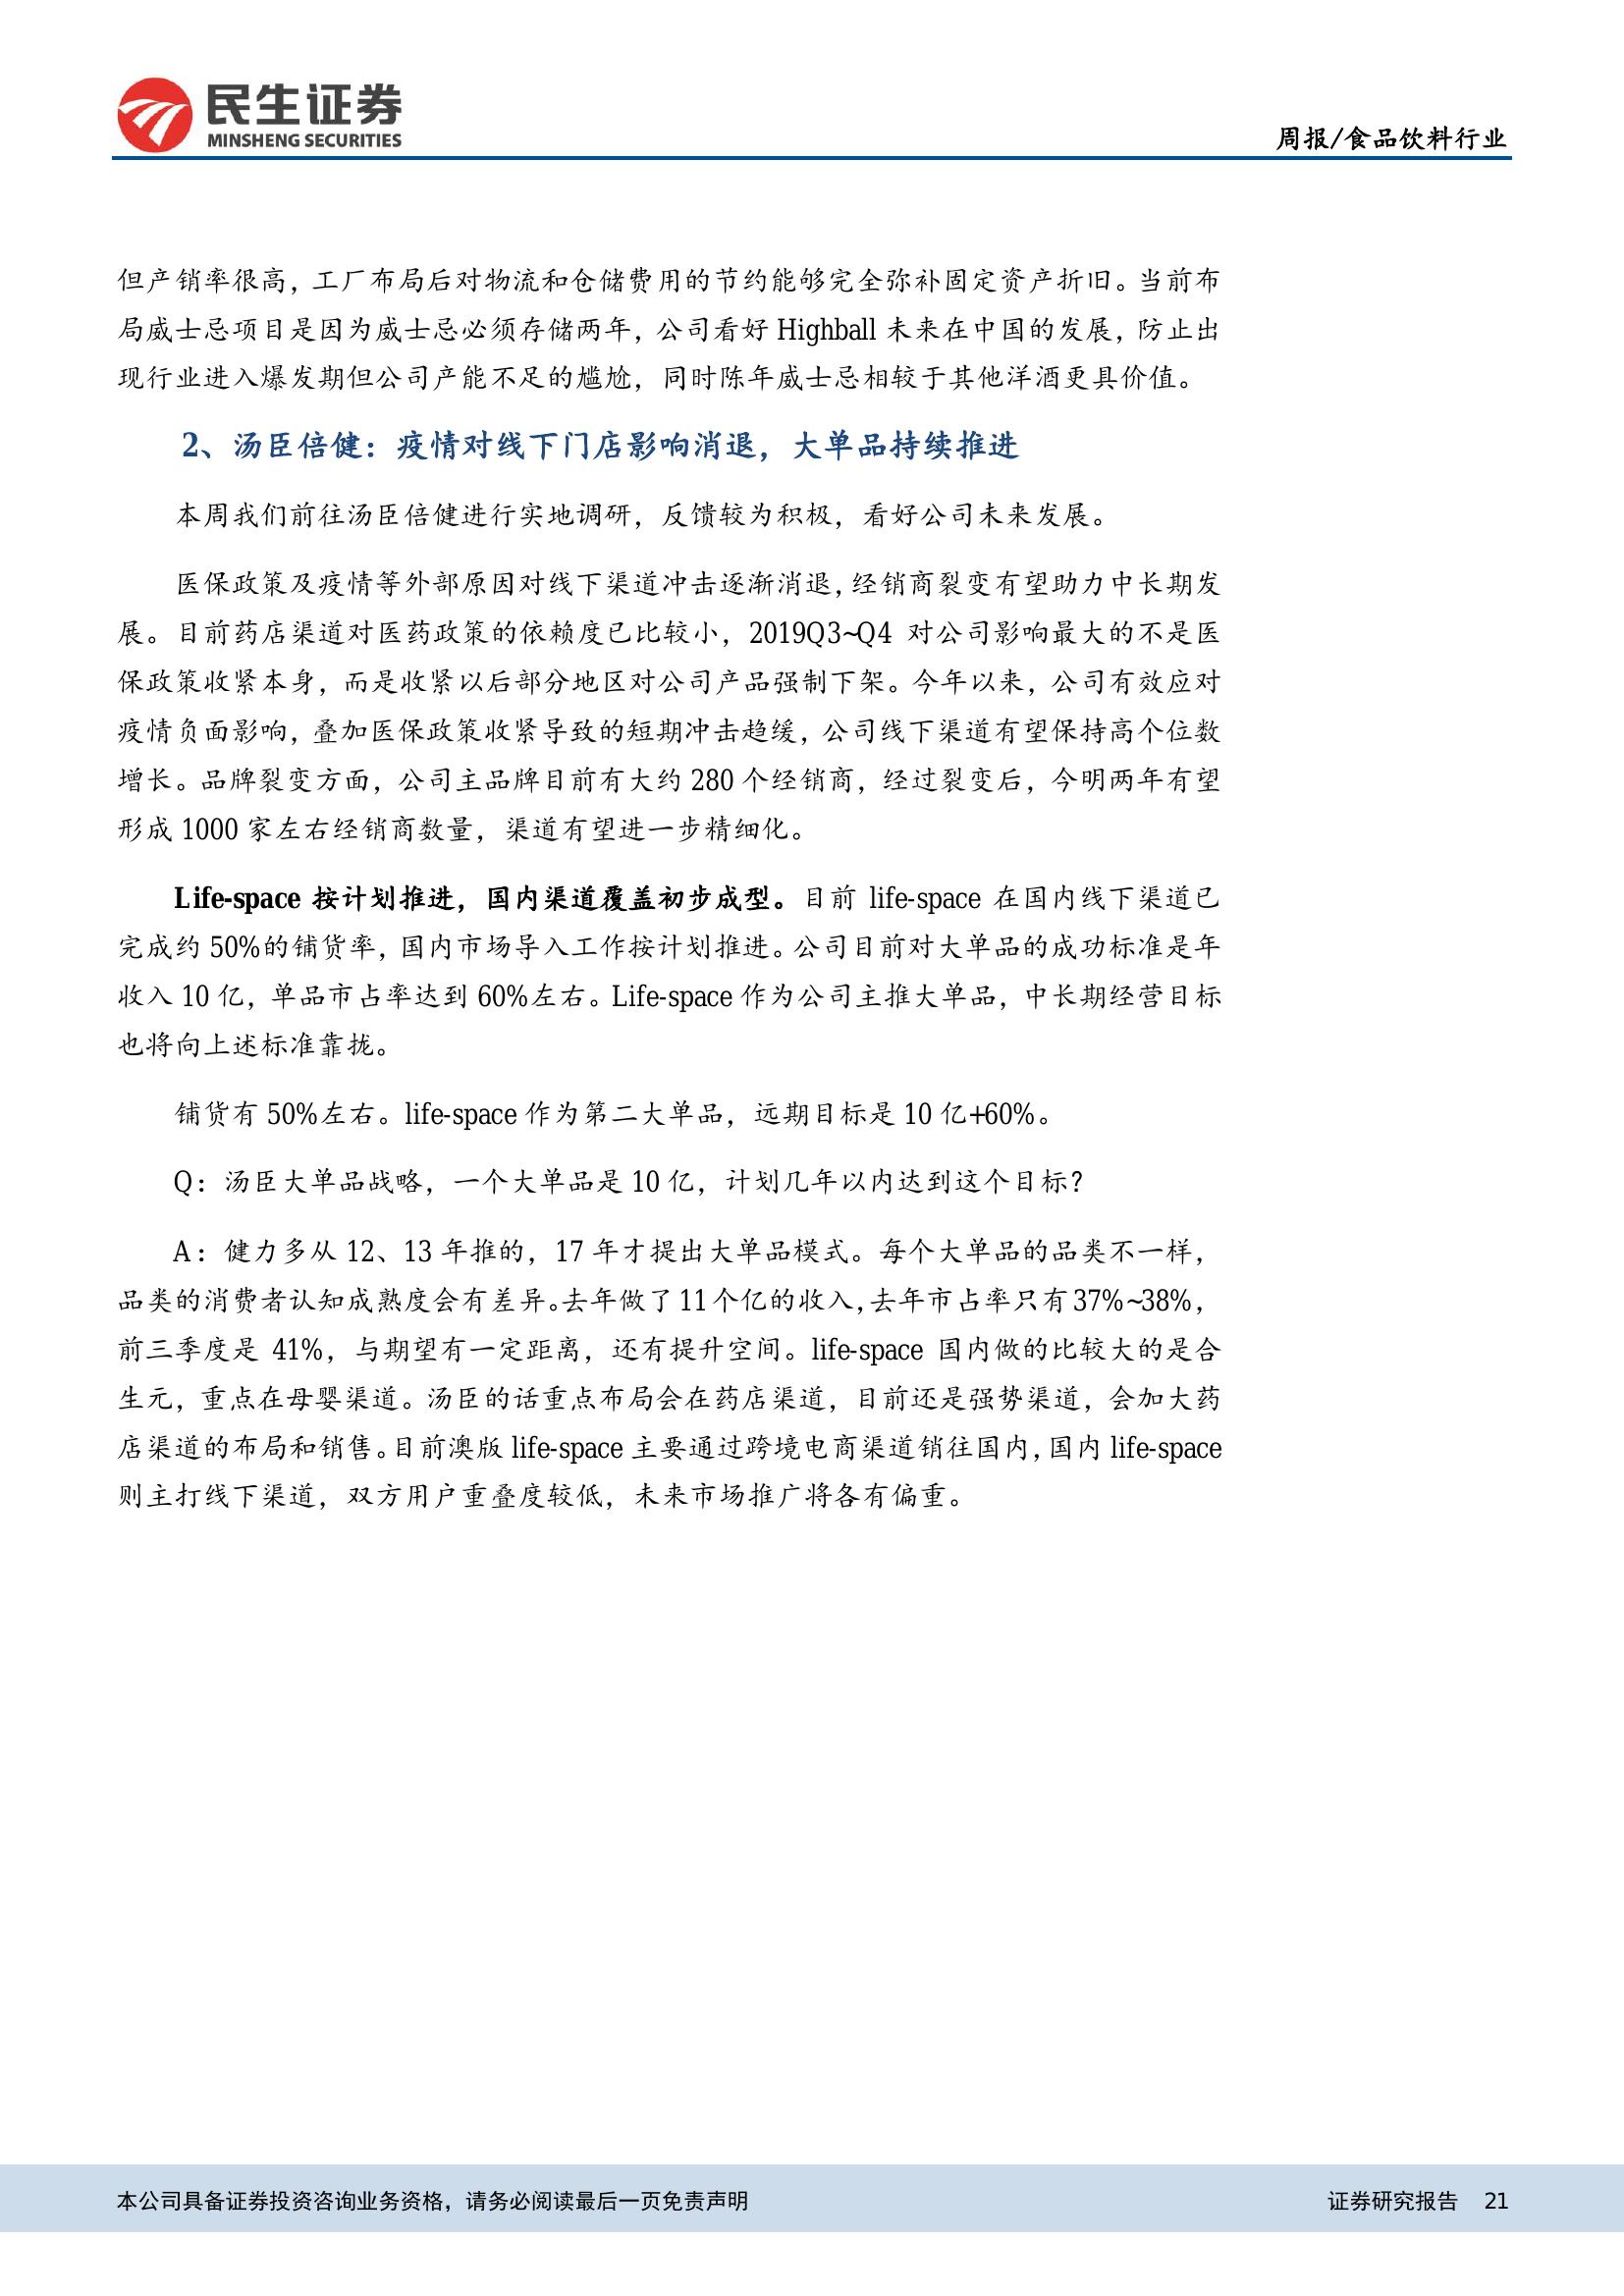 民生证券
MINSHENG SECURITIES
周报/食品饮料行业
但产销率很高，工厂布局后对物流和仓储费用的节约能够完全弥补固定资产折旧。当前布
局威士忌项目是因为威士忌必须存储两年，公司看好 Highball 未来在中国的发展，防止出
现行业进入爆发期但公司产能不足的尴尬，同时陈年威士忌相较于其他洋酒更具价值。
2、汤臣倍健：疫情对线下门店影响消退，大单品持续推进
本周我们前往汤臣倍健进行实地调研，反馈较为积极，看好公司未来发展。
医保政策及疫情等外部原因对线下渠道冲击逐渐消退，经销商裂变有望助力中长期发
展。目前药店渠道对医药政策的依赖度已比较小，2019Q3~Q4 对公司影响最大的不是医
保政策收紧本身，而是收紧以后部分地区对公司产品强制下架。今年以来，公司有效应对
疫情负面影响，叠加医保政策收紧导致的短期冲击趋缓，公司线下渠道有望保持高个位数
增长。品牌裂变方面，公司主品牌目前有大约 280 个经销商，经过裂变后，今明两年有望
形成 1000 家左右经销商数量，渠道有望进一步精细化。
Life-space 按计划推进，国内渠道覆盖初步成型。目前 life-space 在国内线下渠道已
完成约 50%的铺货率，国内市场导入工作按计划推进。公司目前对大单品的成功标准是年
收入 10 亿，单品市占率达到 60%左右。Life-space 作为公司主推大单品，中长期经营目标
也将向上述标准靠拢。
铺货有 50%左右。life-space 作为第二大单品，远期目标是 10 亿+60%。
Q：汤臣大单品战略，一个大单品是 10 亿，计划几年以内达到这个目标？
A：健力多从 12、13 年推的，17 年才提出大单品模式。每个大单品的品类不一样，
品类的消费者认知成熟度会有差异。去年做了 11 个亿的收入，去年市占率只有 37%~38%，
前三季度是 41%，与期望有一定距离，还有提升空间。life-space 国内做的比较大的是合
生元，重点在母婴渠道。汤臣的话重点布局会在药店渠道，目前还是强势渠道，会加大药
店渠道的布局和销售。目前澳版 life-space 主要通过跨境电商渠道销往国内，国内 life-space
则主打线下渠道，双方用户重叠度较低，未来市场推广将各有偏重。
本公司具备证券投资咨询业务资格，请务必阅读最后一页免责声明
证券研究报告 21